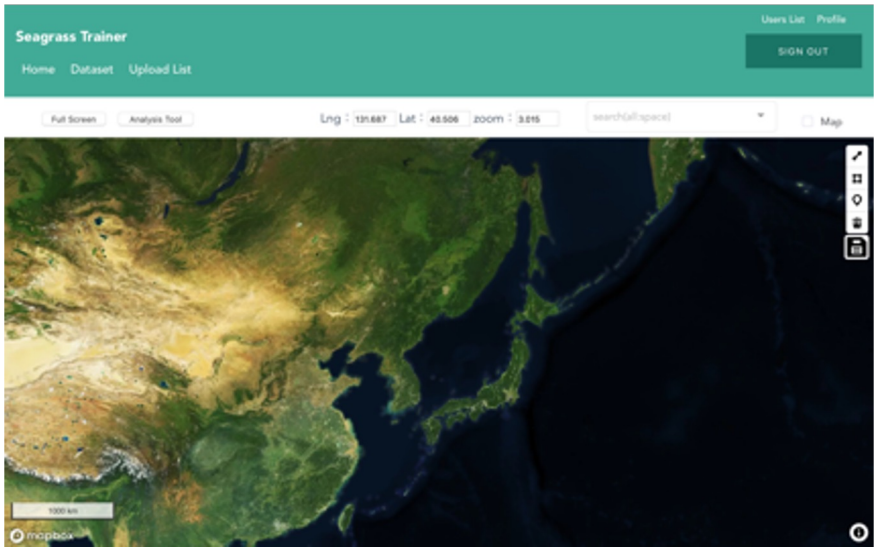 Users List Profile
Seagrass Trainer
SIGN OUT
Home Dataset Upload List
Full Screen Analysis Tool Lng : 131.687 Lat : 40.506 zoom : 3.015 search(all:space) Map
1000 km
mapbox